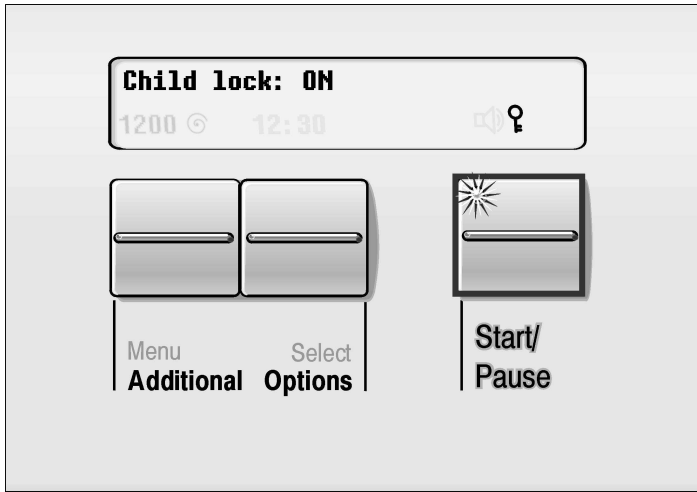 Child lock: ON
1200 12:30
Menu Select
Additional Options
Start/
Pause